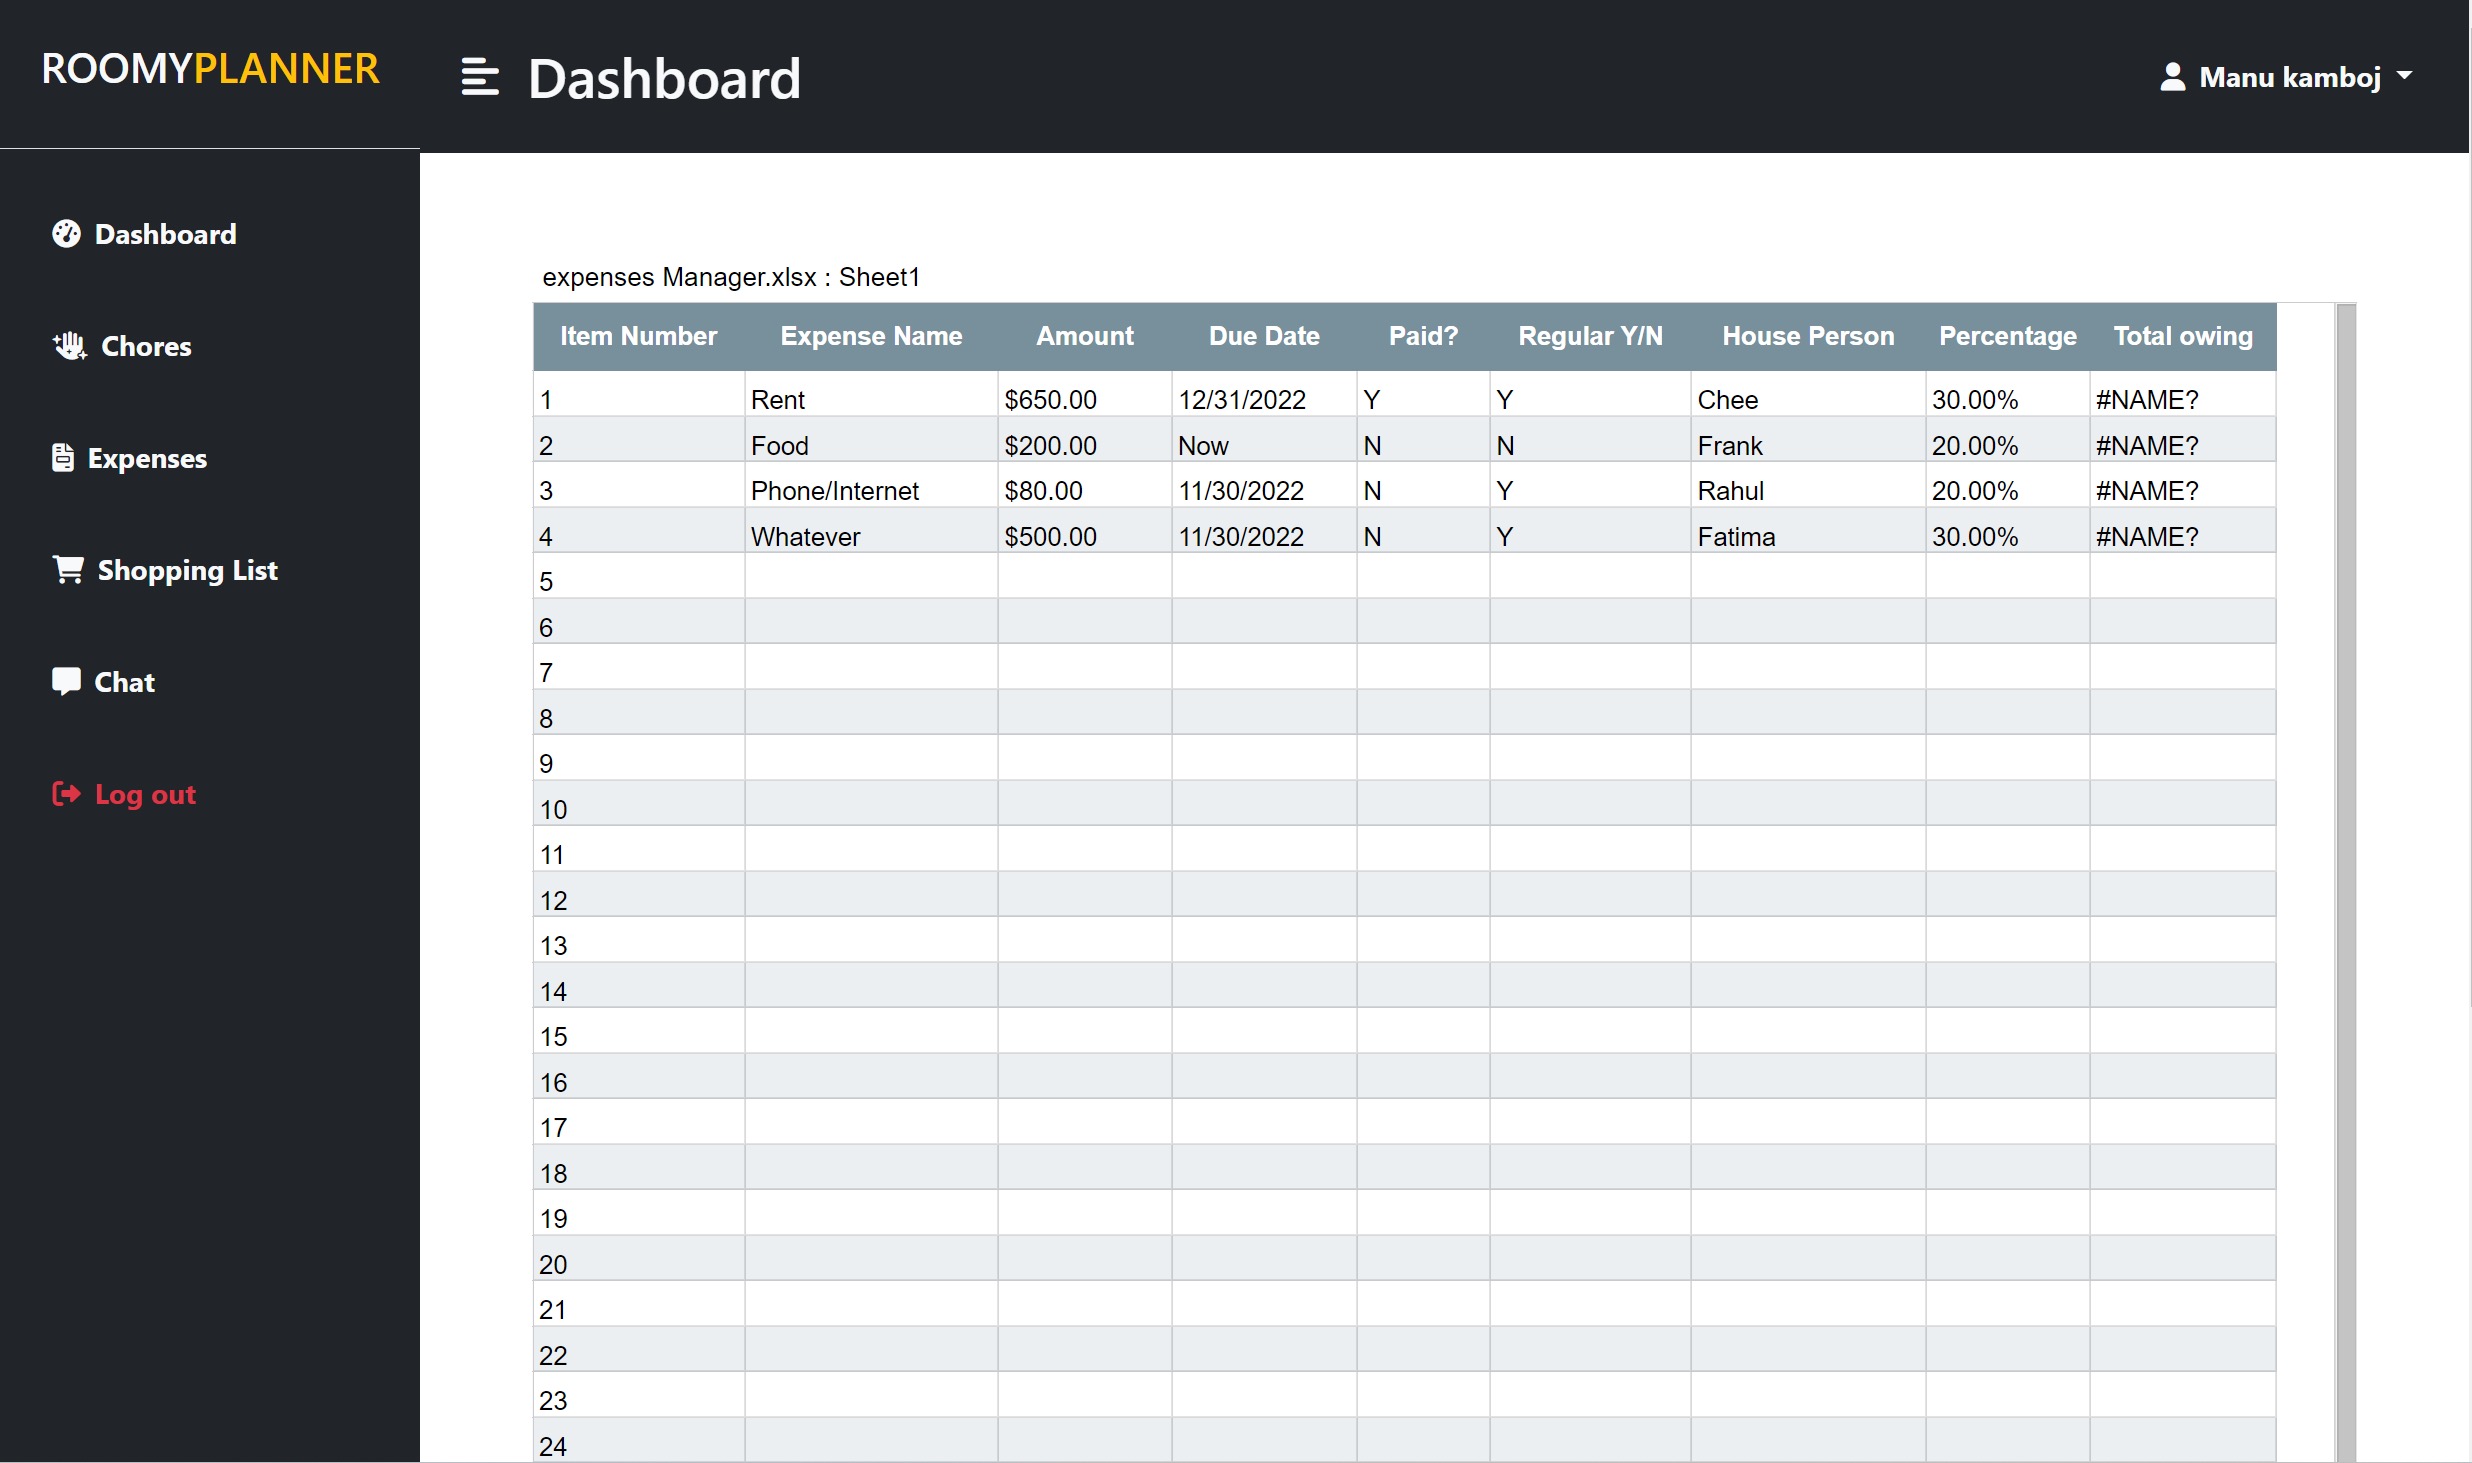 ROOMYPLANNER
Dashboard
Manu kamboj
Dashboard
Chores
Expenses
Shopping List
Chat
Log out
expenses Manager.xlsx : Sheet1
Item Number Expense Name Amount Due Date Paid? Regular Y/N House Person Percentage Total owing
1 Rent $650.00 12/31/2022 Y Y Chee 30.00% #NAME?
2 Food $200.00 Now N N Frank 20.00% #NAME?
3 Phone/Internet $80.00 11/30/2022 N Y Rahul 20.00% #NAME?
4 Whatever $500.00 11/30/2022 N Y Fatima 30.00% #NAME?
5
6
7
8
9
10
11
12
13
14
15
16
17
18
19
20
21
22
23
24